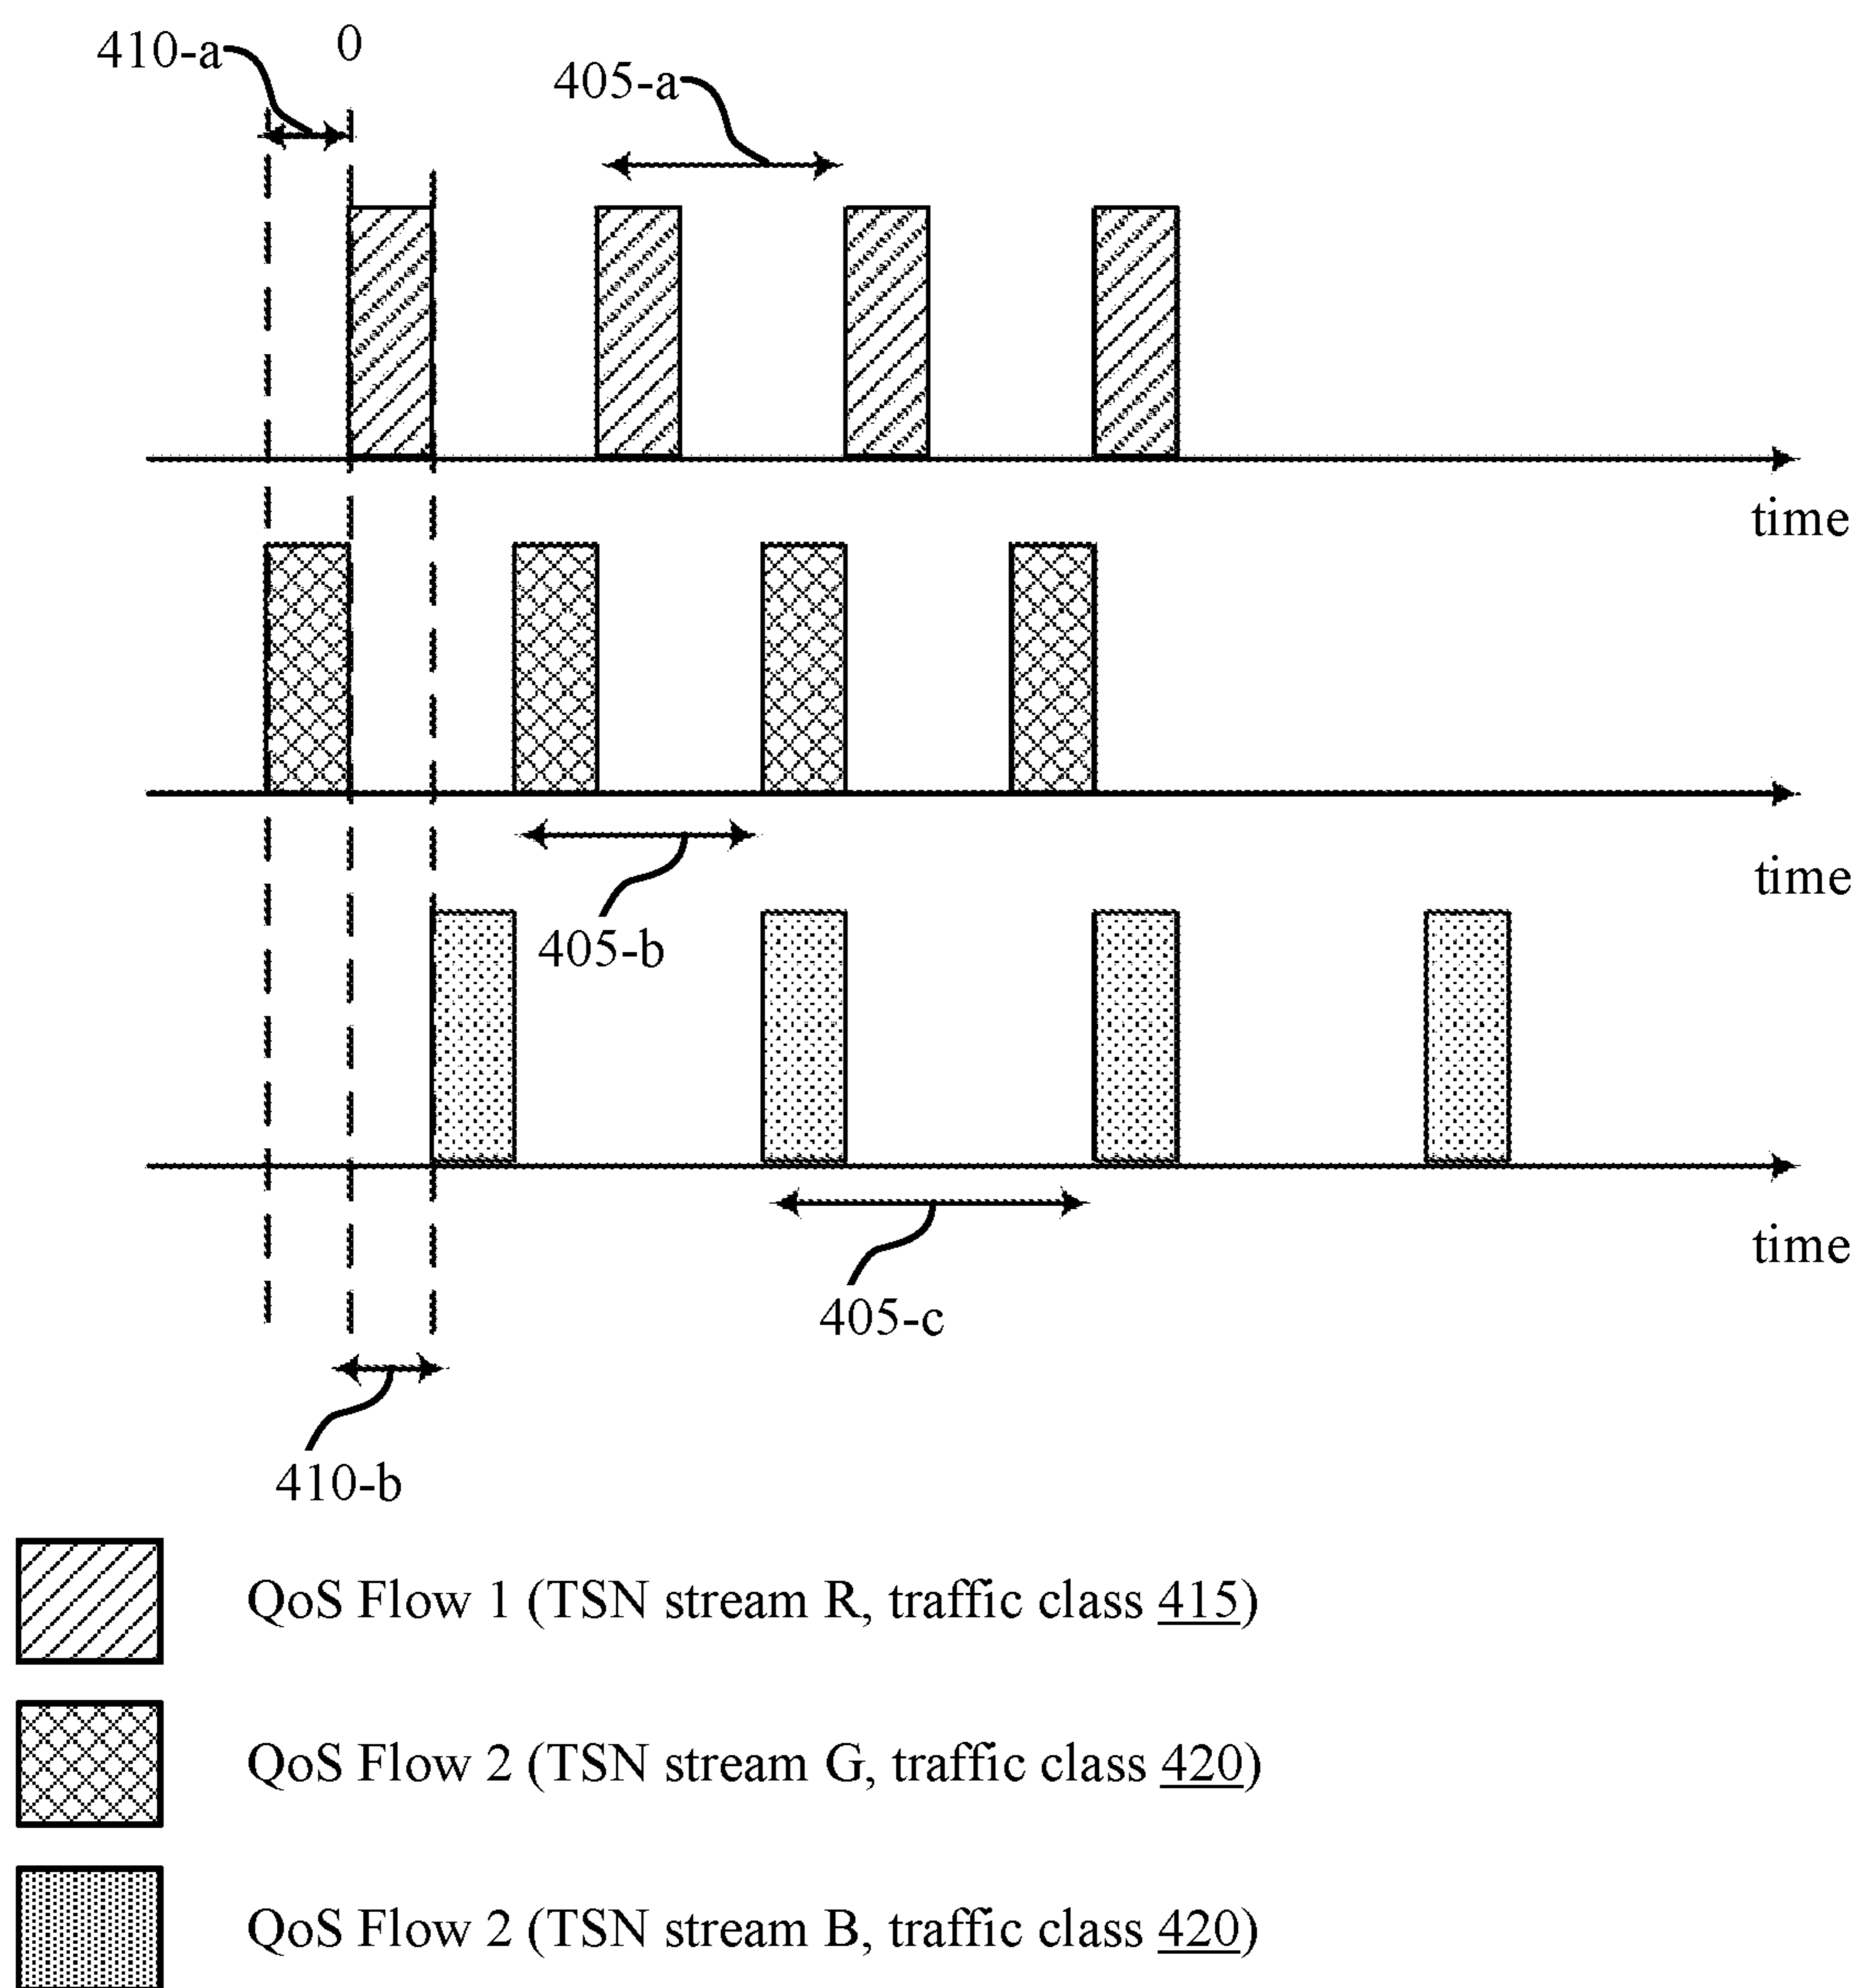 410-a
0
405-a
time
time
405-b
time
405-c
410-b
QoS Flow 1 (TSN stream R, traffic class 415)
QoS Flow 2 (TSN stream G, traffic class 420)
QoS Flow 2 (TSN stream B, traffic class 420)